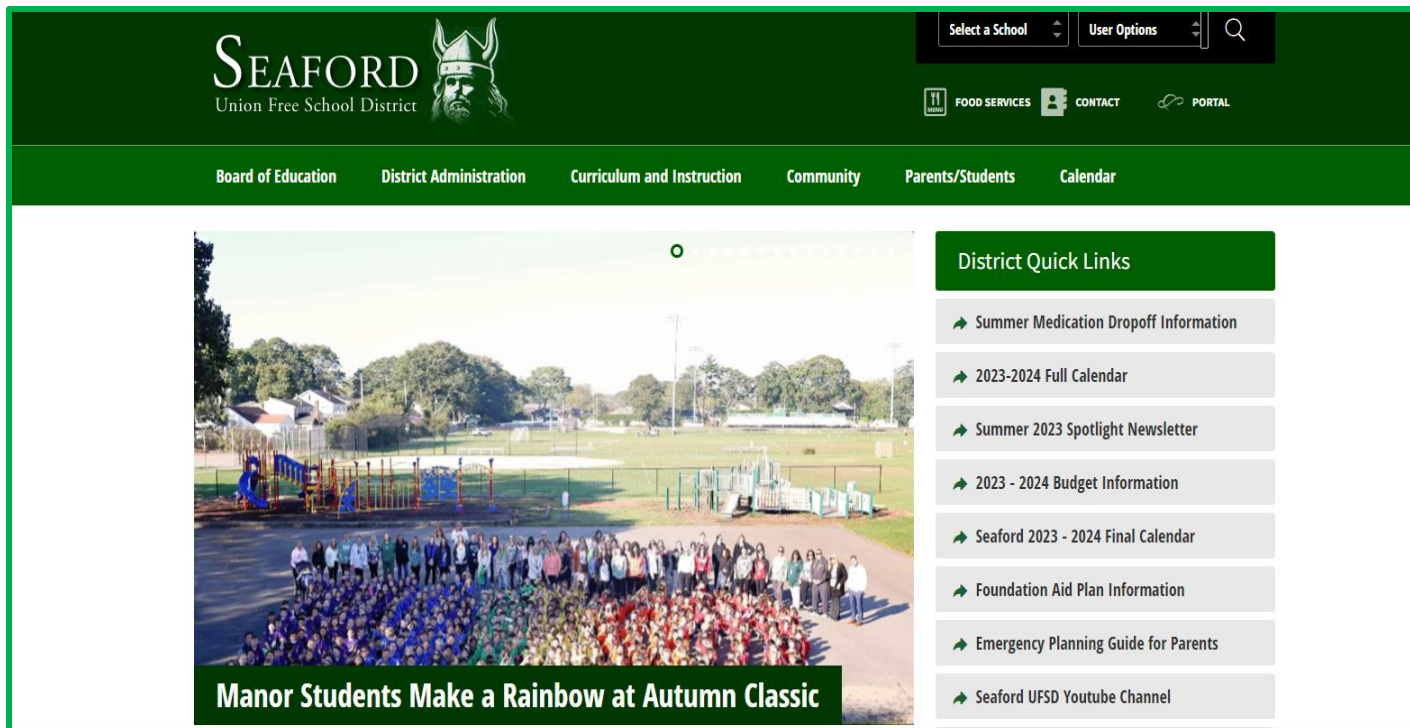 SEAFORD
Union Free School District
Select a School
User Options
MENU
FOOD SERVICES
CONTACT
PORTAL
Board of Education
District Administration
Curriculum and Instruction
Community
Parents/Students
Calendar
District Quick Links
Summer Medication Dropoff Information
2023-2024 Full Calendar
Summer 2023 Spotlight Newsletter
2023 - 2024 Budget Information
Seaford 2023 - 2024 Final Calendar
Foundation Aid Plan Information
Emergency Planning Guide for Parents
Seaford UFSD Youtube Channel
Manor Students Make a Rainbow at Autumn Classic